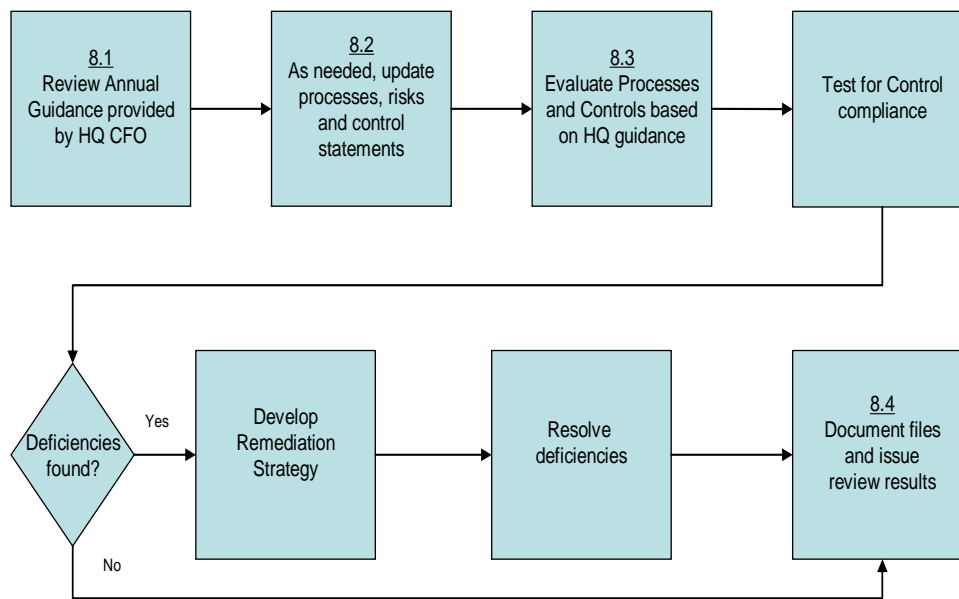 8.1
Review Annual
Guidance provided
by HQ CFO
8.2
As needed, update
processes, risks
and control
statements
8.3
Evaluate Processes
and Controls based
on HQ guidance
Test for Control
compliance
Deficiencies
found?
Yes
No
Develop
Remediation
Strategy
Resolve
deficiencies
8.4
Document files
and issue
review results